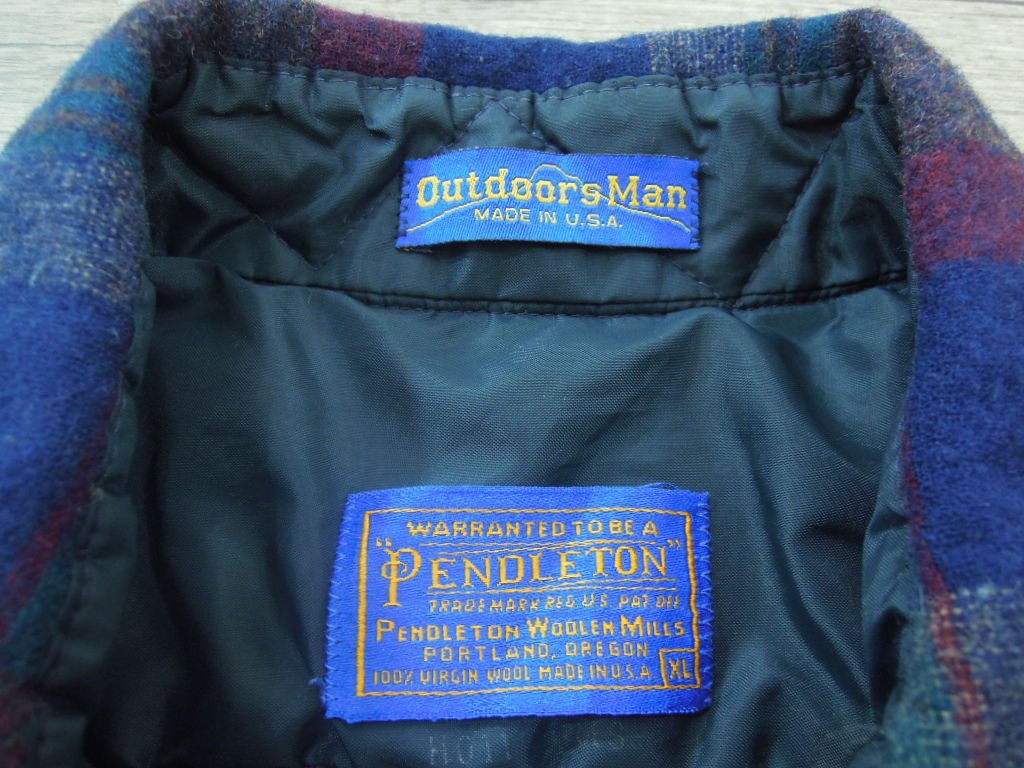 OutdoorsMan
MADE IN U.S.A.
WARRANTED TO BE A
"PENDLETON"
TRADE MARK REG U.S. PAT OFF
PENDLETON WOOLEN MILLS
PORTLAND, OREGON
100% VIRGIN WOOL MADE IN U.S.A. XL